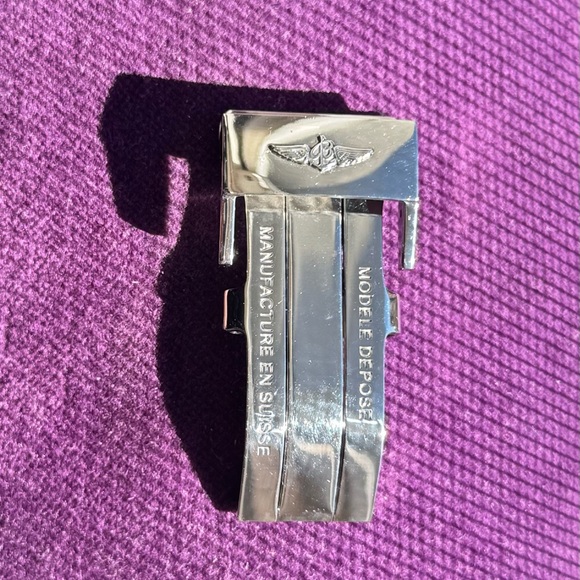 B
MANUFACTURE EN SUISSE
MODELE DEPOSE